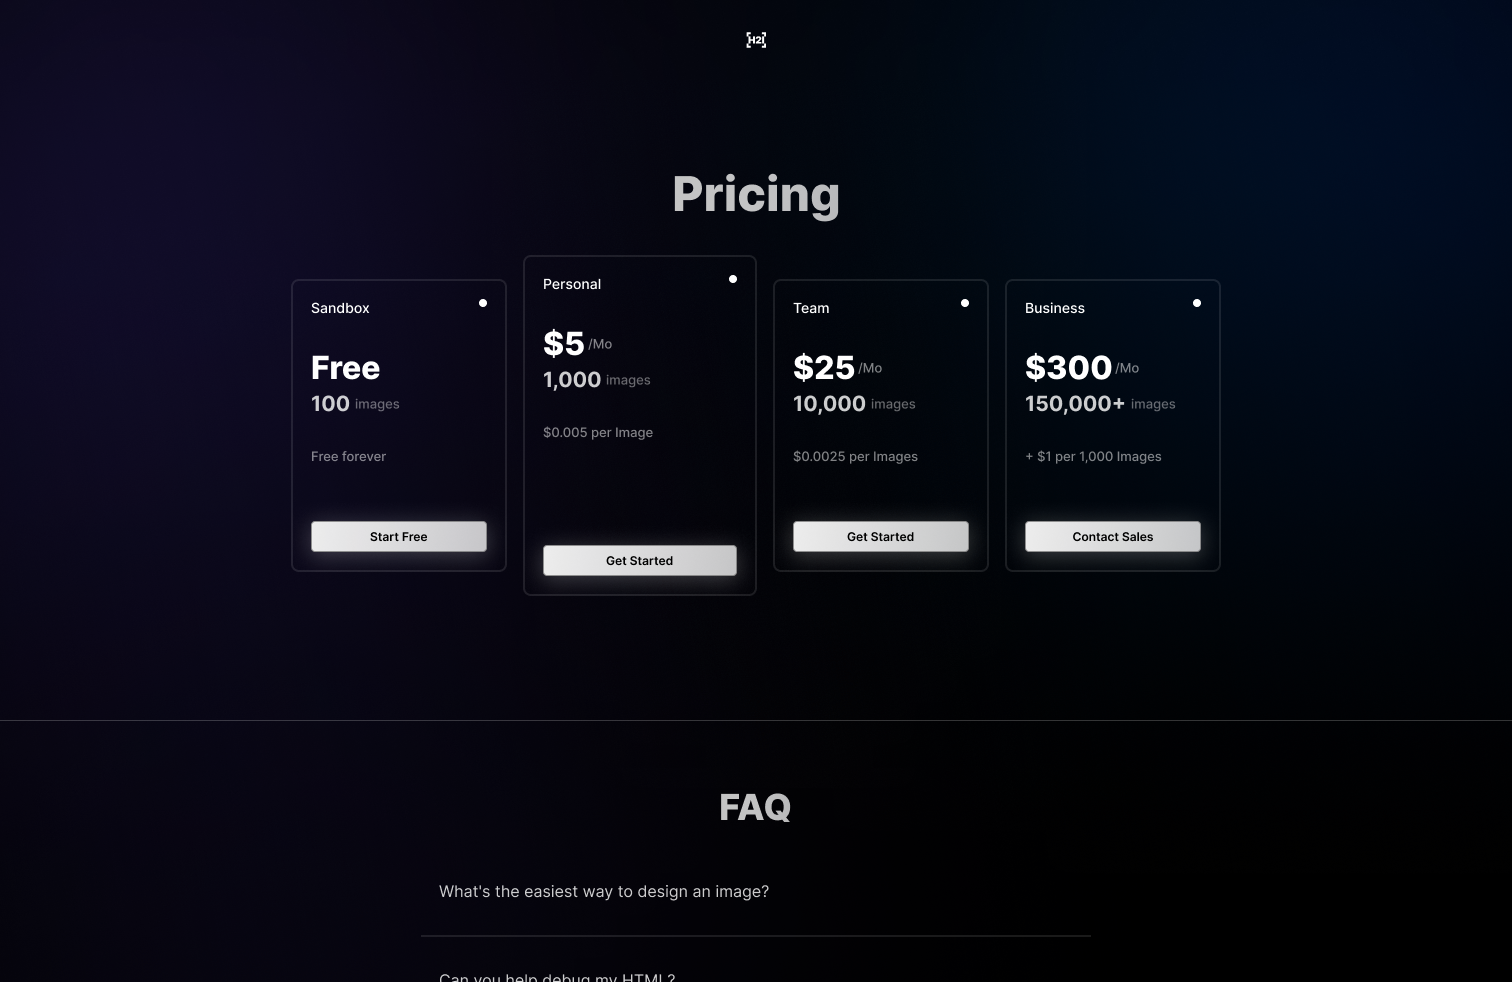 H2I
Pricing
Sandbox
Free
100 images
Free forever
Start Free
Personal
$5 /Mo
1,000 images
$0.005 per Image
Get Started
Team
$25 /Mo
10,000 images
$0.0025 per Images
Get Started
Business
$300 /Mo
150,000+ images
+ $1 per 1,000 Images
Contact Sales
FAQ
What's the easiest way to design an image?
Can you help debug my HTML?